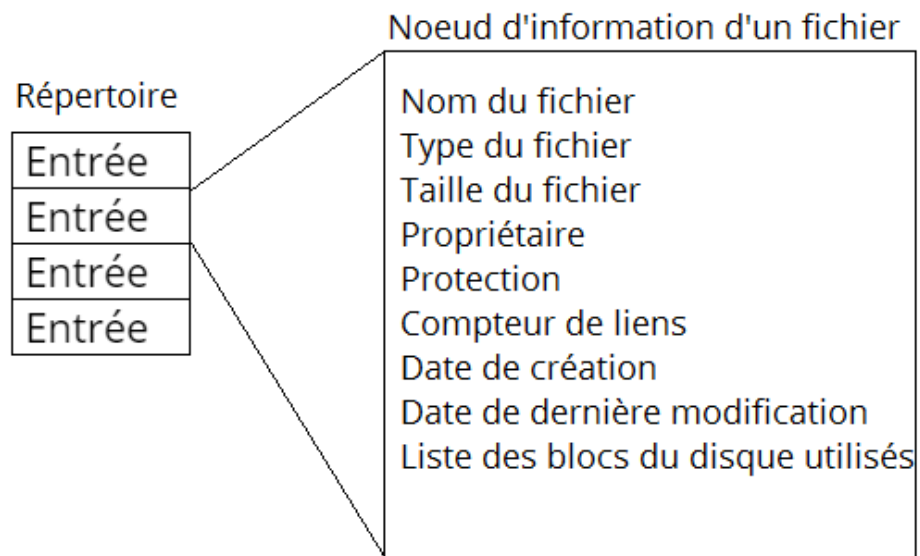 Noeud d'information d'un fichier
Répertoire
Entrée
Entrée
Entrée
Entrée
Nom du fichier
Type du fichier
Taille du fichier
Propriétaire
Protection
Compteur de liens
Date de création
Date de dernière modification
Liste des blocs du disque utilisés